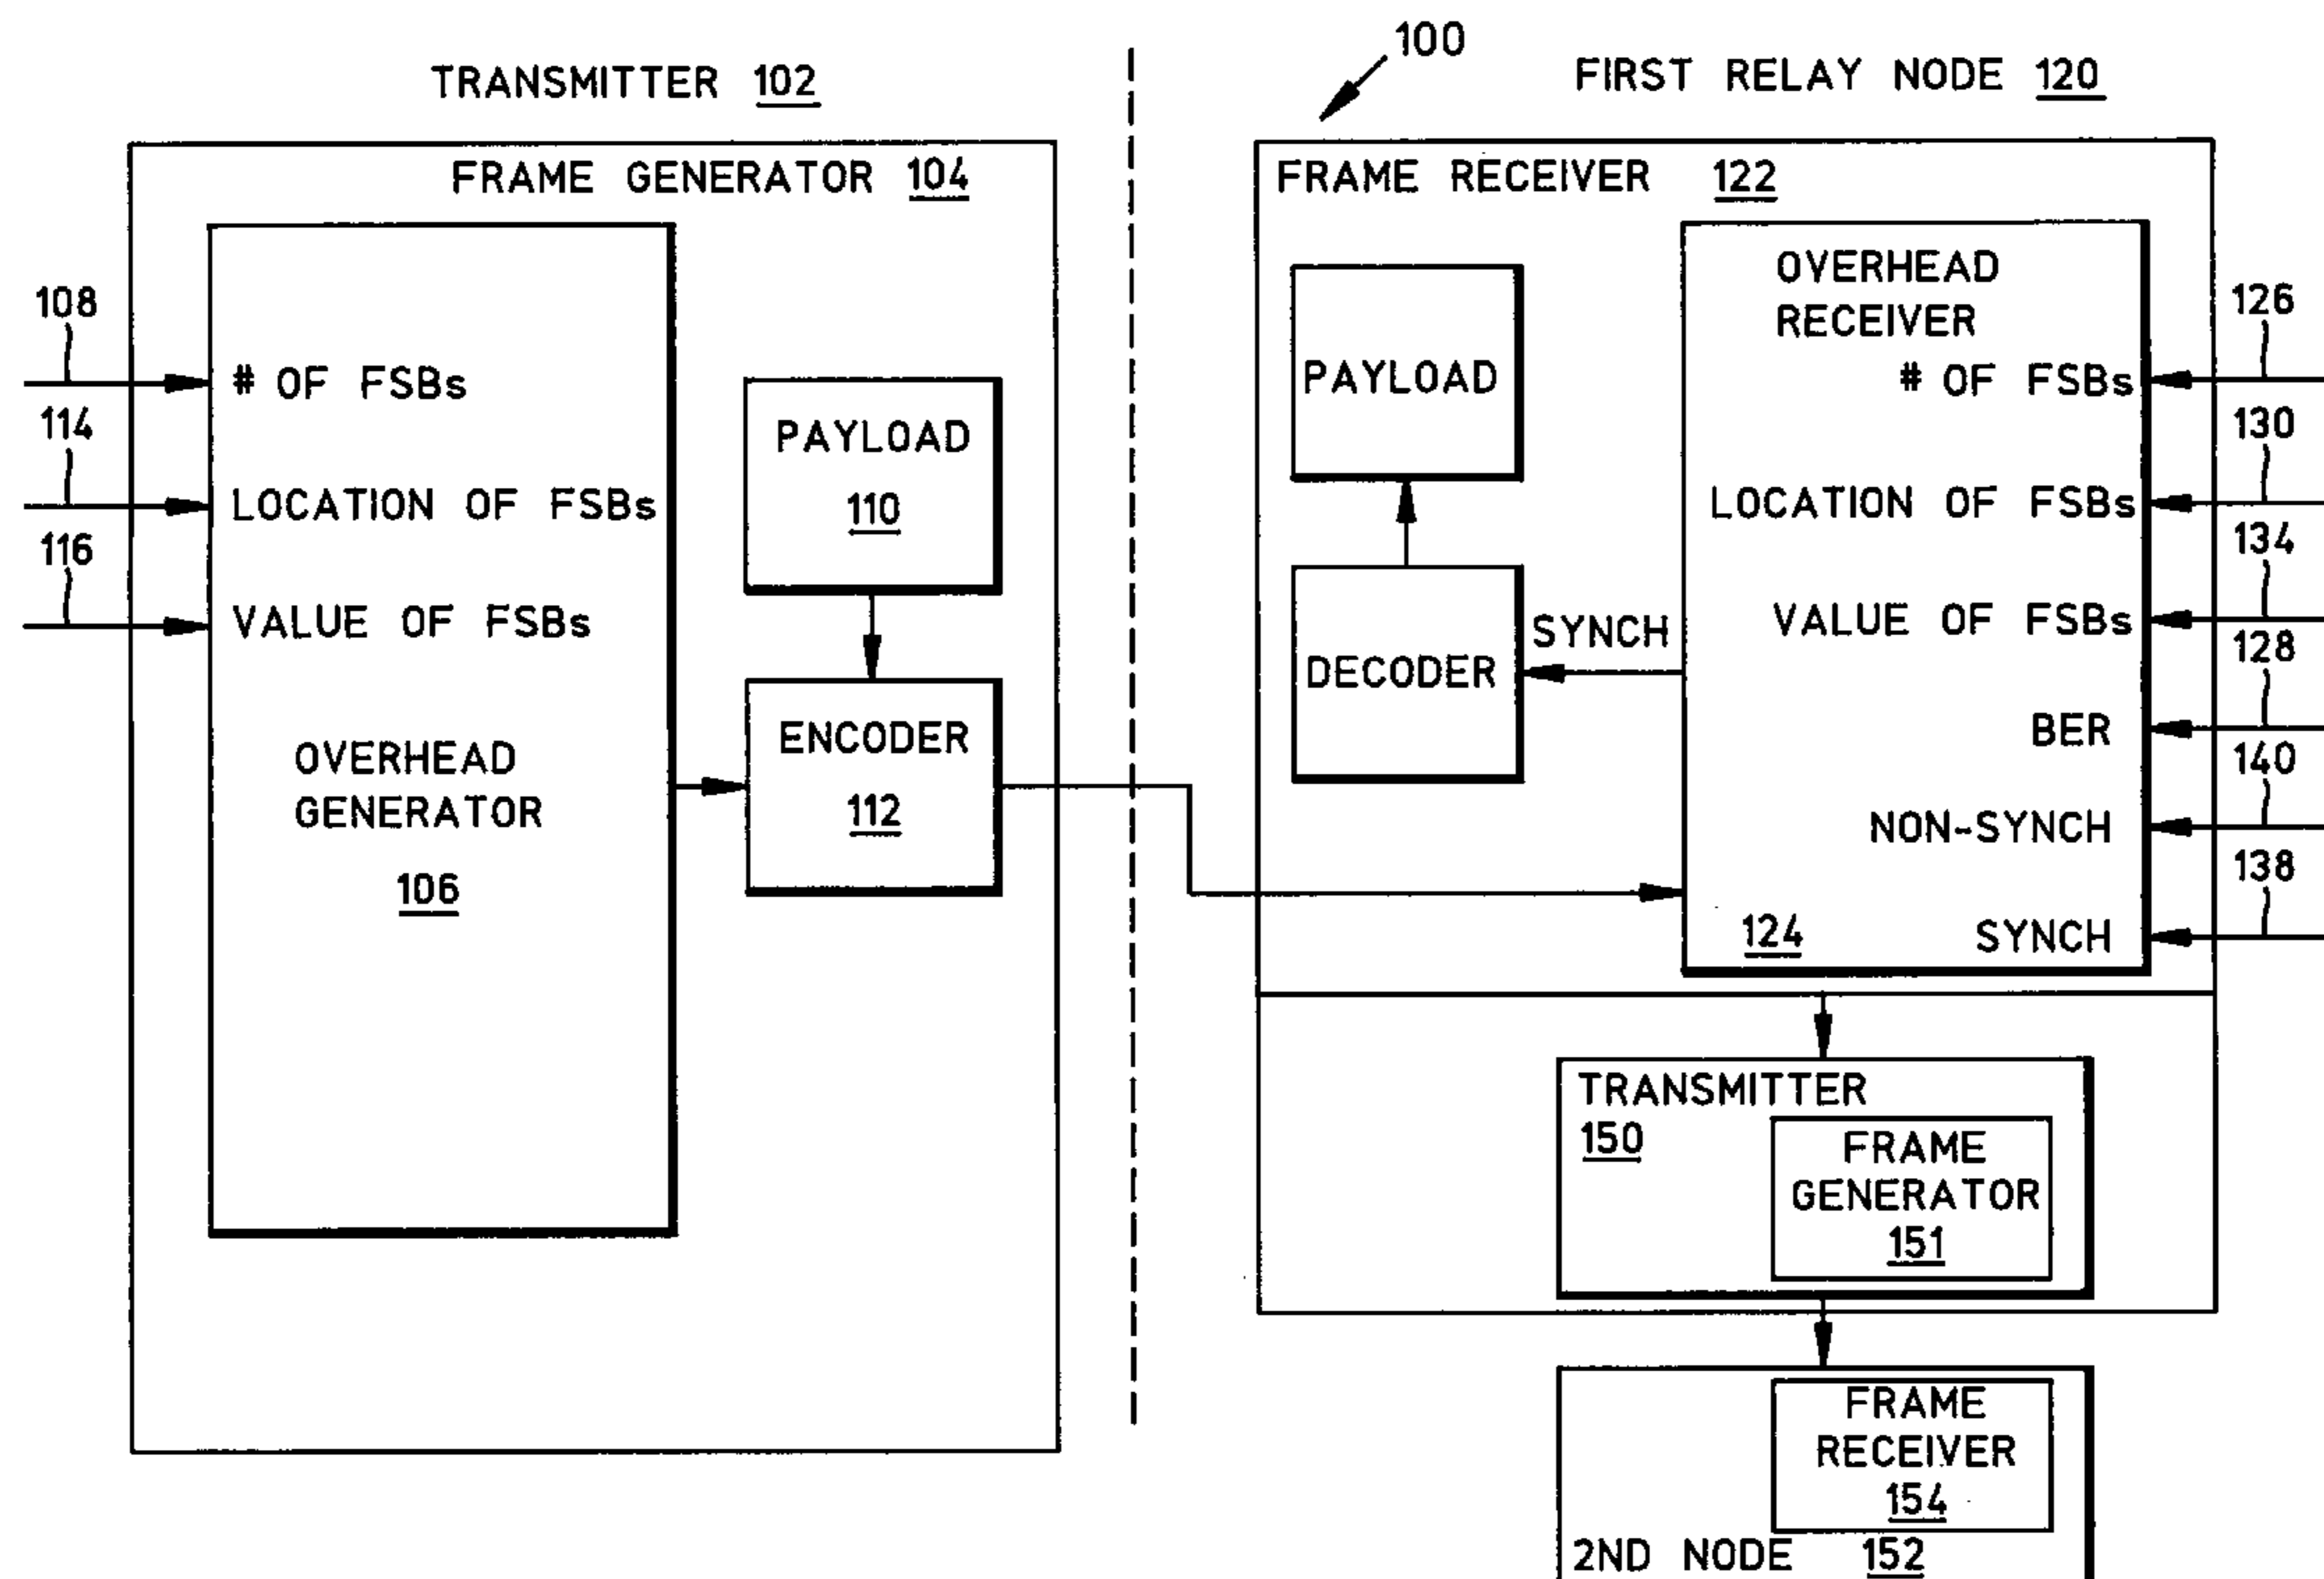 100
TRANSMITTER 102
FIRST RELAY NODE 120
FRAME GENERATOR 104
108
# OF FSBs
114
LOCATION OF FSBs
116
VALUE OF FSBs
OVERHEAD
GENERATOR
106
PAYLOAD
110
ENCODER
112
FRAME RECEIVER 122
PAYLOAD
DECODER
SYNCH
OVERHEAD
RECEIVER
126
# OF FSBs
130
LOCATION OF FSBs
134
VALUE OF FSBs
128
BER
140
NON-SYNCH
138
SYNCH
124
TRANSMITTER
150
FRAME
GENERATOR
151
FRAME
RECEIVER
154
2ND NODE 152